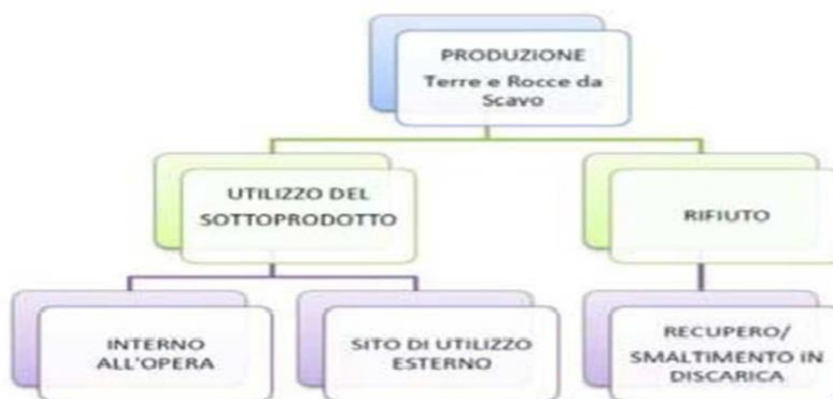 PRODUZIONE
Terre e Rocce da
Scavo
UTILIZZO DEL
SOTTOPRODOTTO
RIFIUTO
INTERNO
ALL'OPERA
SITO DI UTILIZZO
ESTERNO
RECUPERO/
SMALTIMENTO IN
DISCARICA